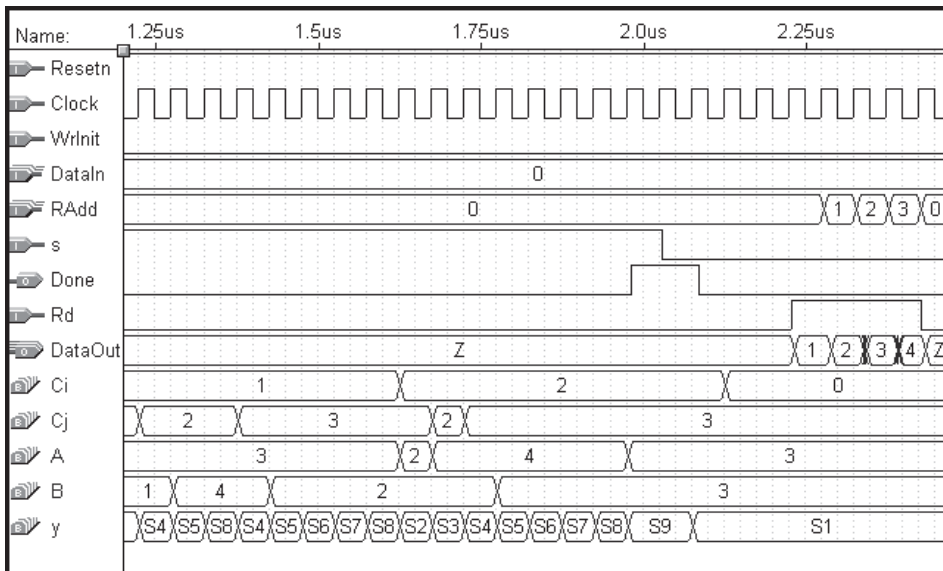 Name: 1.25us 1.5us 1.75us 2.0us 2.25us
Resetn
Clock
WrInit
DataIn 0
RAdd 0 1 2 3 0
s
Done
Rd
DataOut Z 1 2 3 4 Z
Ci 1 2 0
Cj 2 3 2 3
A 3 2 4 3
B 1 4 2 3
y S4 S5 S8 S4 S5 S6 S7 S8 S2 S3 S4 S5 S6 S7 S8 S9 S1